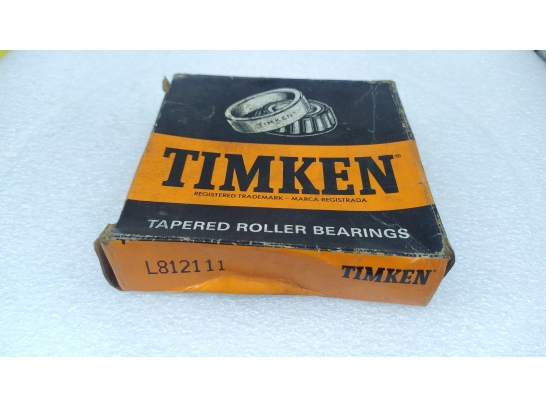 TIMKEN
TIMKEN®
REGISTERED TRADEMARK - MARCA REGISTRADA
TAPERED ROLLER BEARINGS
L812111
TIMKEN